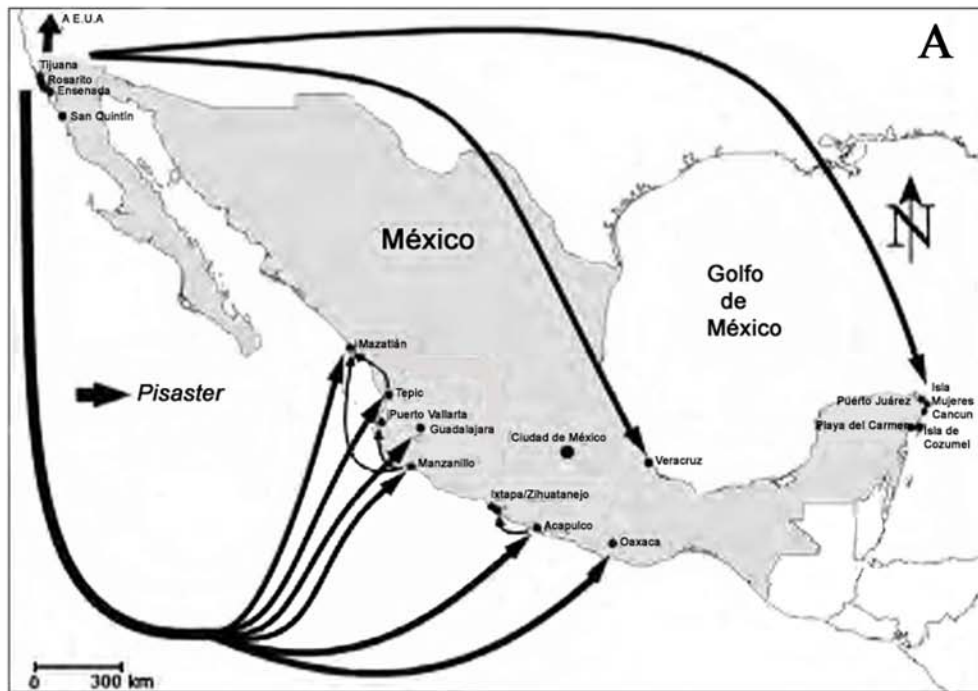 A E.U.A
A
Tijuana
Rosarito
Ensenada
San Quintín
N
México
Golfo
de
México
Mazatlán
Pisaster
Tepic
Isla
Mujeres
Puerto Juárez
Cancun
Puerto Vallarta
Guadalajara
Playa del Carmen
Isla de
Cozumel
Ciudad de México
Veracruz
Manzanillo
Ixtapa/Zihuatanejo
Acapulco
Oaxaca
0 300 km